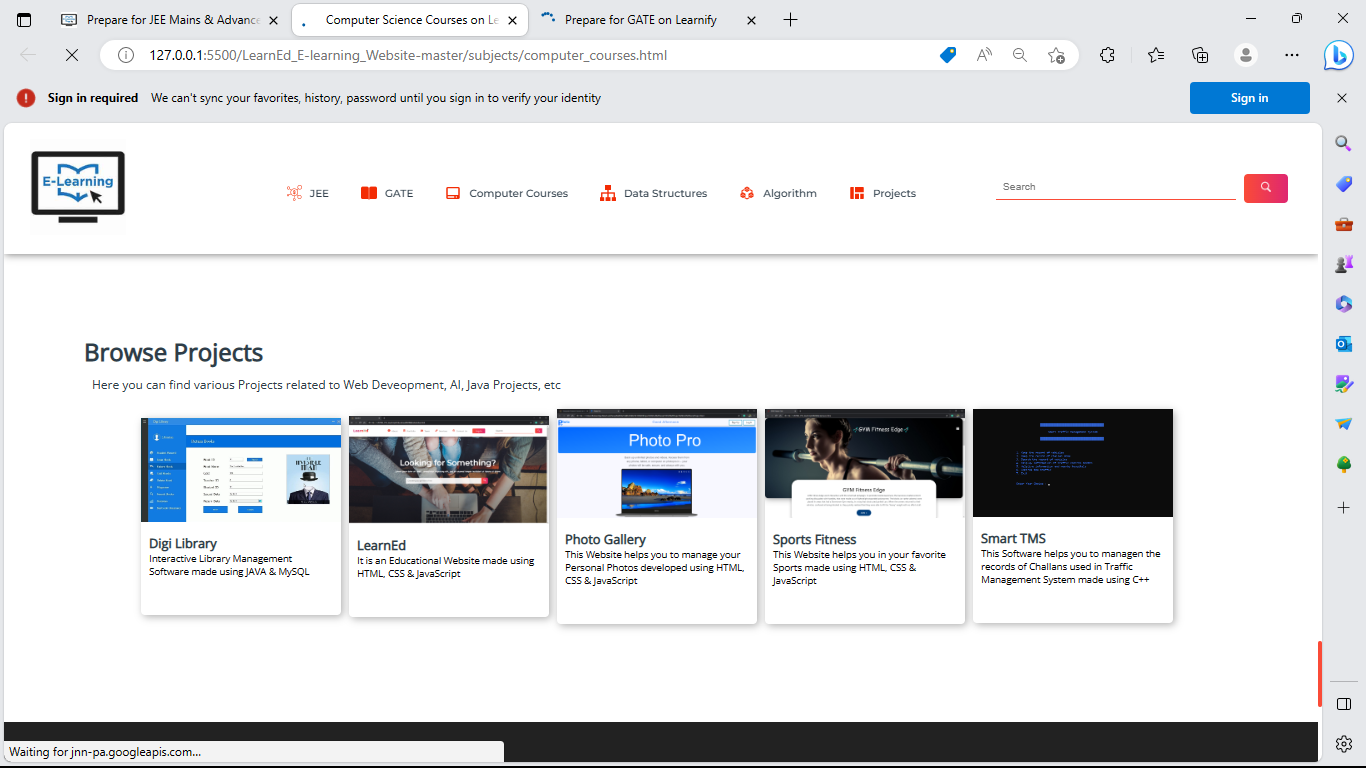 Prepare for JEE Mains & Advance
Computer Science Courses on Le
Prepare for GATE on Learnify
127.0.0.1:5500/LearnEd_E-learning_Website-master/subjects/computer_courses.html
Sign in required We can't sync your favorites, history, password until you sign in to verify your identity
Sign in
E-Learning
JEE
GATE
Computer Courses
Data Structures
Algorithm
Projects
Search
Browse Projects
Here you can find various Projects related to Web Deveopment, AI, Java Projects, etc
Looking for Something?
Photo Pro
GYM Fitness Edge
GYM Fitness Edge
Digi Library
Interactive Library Management
Software made using JAVA & MySQL
LearnEd
It is an Educational Website made using
HTML, CSS & JavaScript
Photo Gallery
This Website helps you to manage your
Personal Photos developed using HTML,
CSS & JavaScript
Sports Fitness
This Website helps you in your favorite
Sports made using HTML, CSS &
JavaScript
Smart TMS
This Software helps you to managen the
records of Challans used in Traffic
Management System made using C++
Waiting for jnn-pa.googleapis.com...